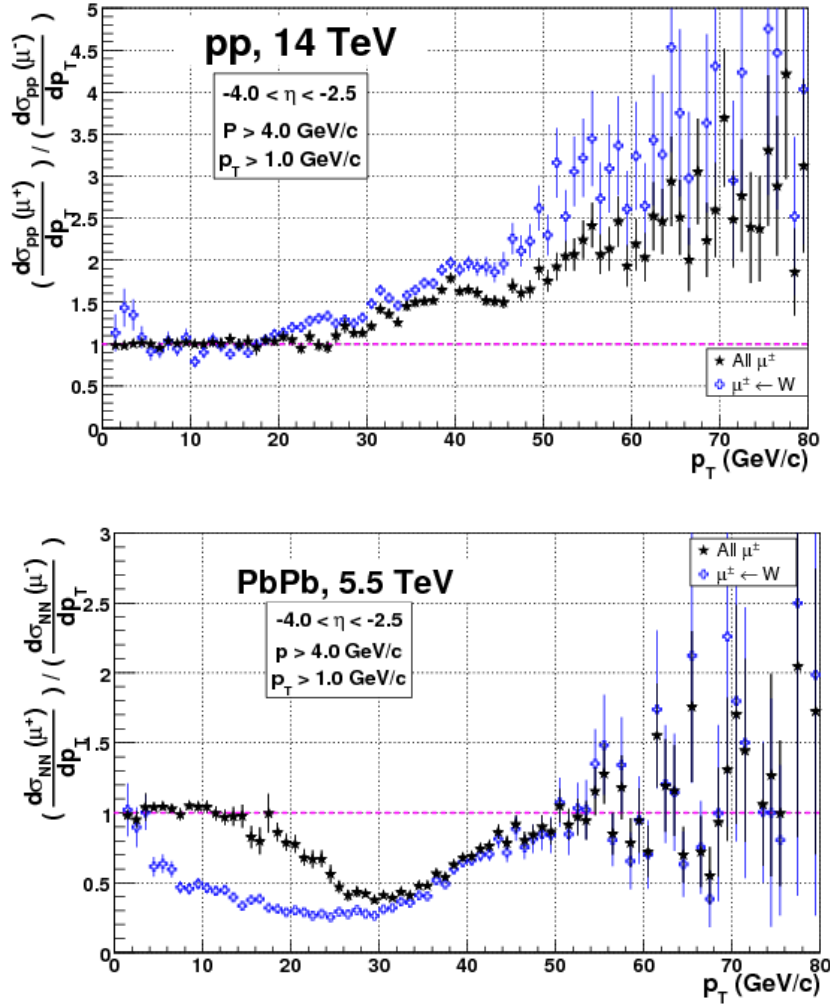 pp, 14 TeV
-4.0 < η < -2.5
P > 4.0 GeV/c
p_T > 1.0 GeV/c
( dσ_pp (μ⁺) / dp_T ) / ( dσ_pp (μ⁻) / dp_T )
5
4.5
4
3.5
3
2.5
2
1.5
1
0.5
0
All μ±
μ± ← W
0 10 20 30 40 50 60 70 80
p_T (GeV/c)
PbPb, 5.5 TeV
-4.0 < η < -2.5
p > 4.0 GeV/c
p_T > 1.0 GeV/c
All μ±
μ± ← W
( dσ_NN (μ⁺) / dp_T ) / ( dσ_NN (μ⁻) / dp_T )
3
2.5
2
1.5
1
0.5
0
0 10 20 30 40 50 60 70 80
p_T (GeV/c)